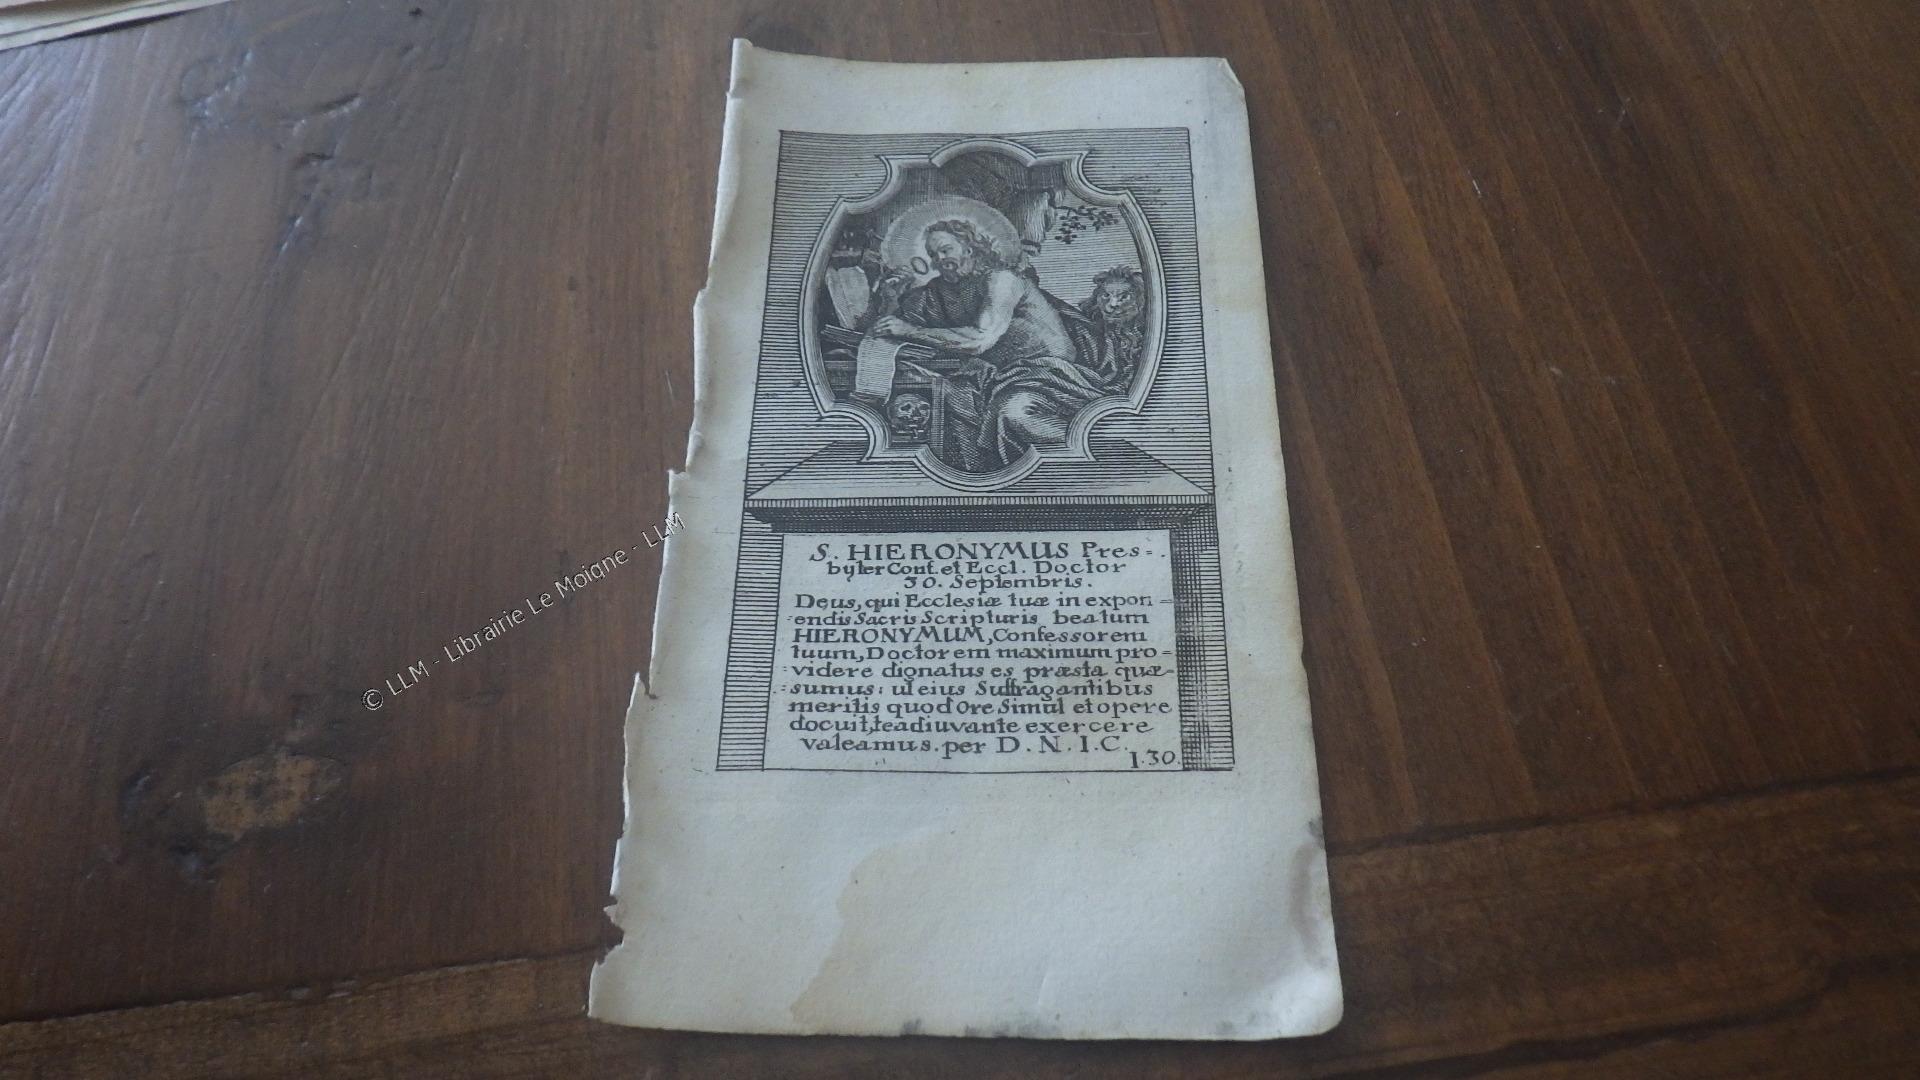 S. HIERONYMUS Pres=.
byter Conf. et Eccl. Doctor
30. Septembris.
Deus, qui Ecclesiæ tuæ in expon=
=endis Sacris Scripturis beatum
HIERONYMUM, Confessorem
tuum, Doctorem maximum pro=
=videre dignatus es præsta quæ=
=sumus: ut eius Suffragantibus
meritis quod ore Simul et opere
docuit, te adiuvante exercere
valeamus. per D. N. I. C.
I.30.
© LLM - Librairie Le Moigne - LLM